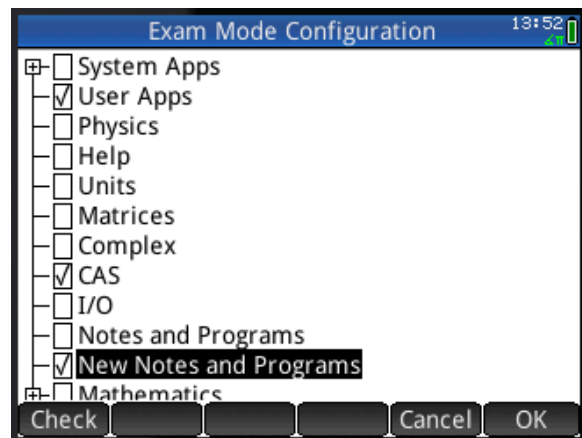 Exam Mode Configuration
13:52
∡π
System Apps
User Apps
Physics
Help
Units
Matrices
Complex
CAS
I/O
Notes and Programs
New Notes and Programs
Mathematics
Check Cancel OK